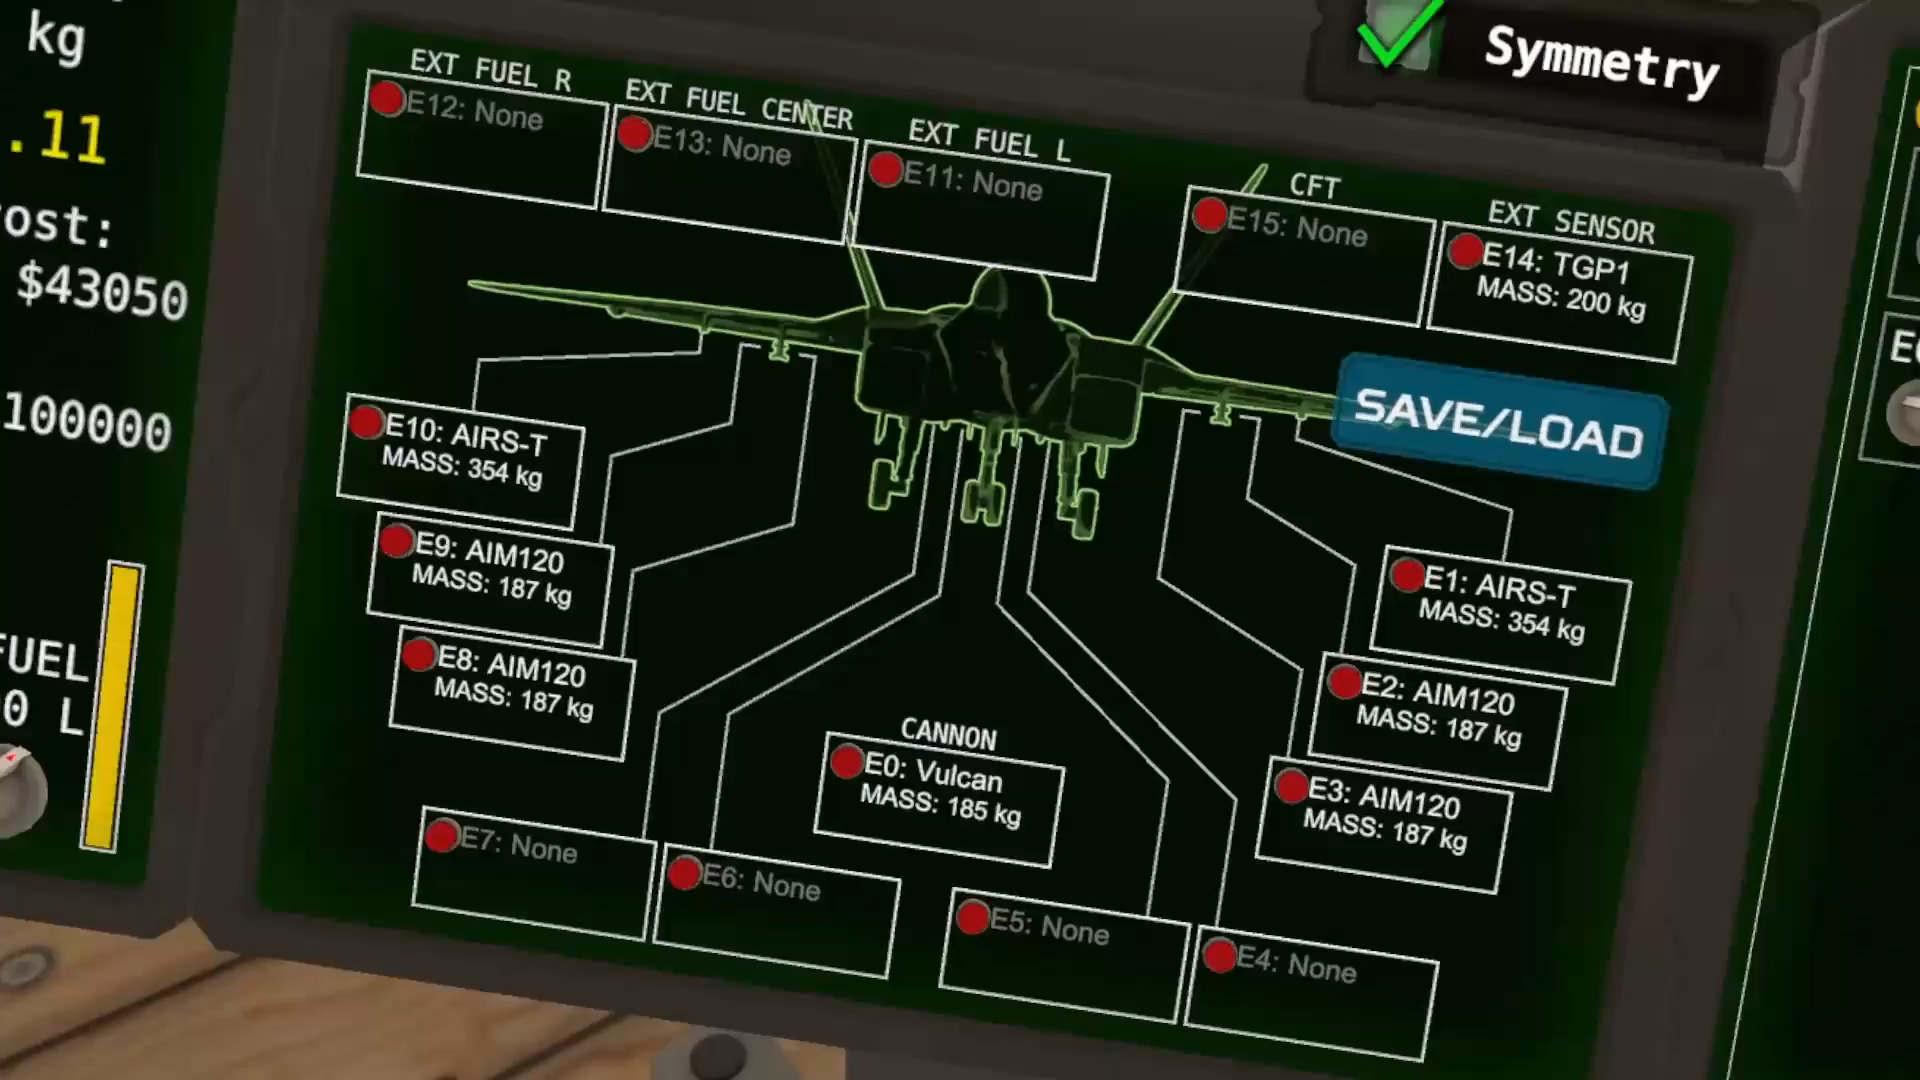 kg
.11
ost:
$43050
100000
FUEL
0 L
Symmetry
EXT FUEL R
E12: None
EXT FUEL CENTER
E13: None
EXT FUEL L
E11: None
CFT
E15: None
EXT SENSOR
E14: TGP1
MASS: 200 kg
SAVE/LOAD
E10: AIRS-T
MASS: 354 kg
E9: AIM120
MASS: 187 kg
E8: AIM120
MASS: 187 kg
E1: AIRS-T
MASS: 354 kg
E2: AIM120
MASS: 187 kg
E3: AIM120
MASS: 187 kg
CANNON
E0: Vulcan
MASS: 185 kg
E7: None
E6: None
E5: None
E4: None